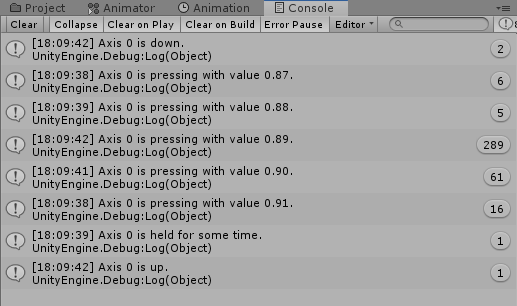 Project Animator Animation Console
Clear Collapse Clear on Play Clear on Build Error Pause Editor
[18:09:42] Axis 0 is down. 2
UnityEngine.Debug:Log(Object)
[18:09:38] Axis 0 is pressing with value 0.87. 6
UnityEngine.Debug:Log(Object)
[18:09:39] Axis 0 is pressing with value 0.88. 5
UnityEngine.Debug:Log(Object)
[18:09:42] Axis 0 is pressing with value 0.89. 289
UnityEngine.Debug:Log(Object)
[18:09:41] Axis 0 is pressing with value 0.90. 61
UnityEngine.Debug:Log(Object)
[18:09:38] Axis 0 is pressing with value 0.91. 16
UnityEngine.Debug:Log(Object)
[18:09:39] Axis 0 is held for some time. 1
UnityEngine.Debug:Log(Object)
[18:09:42] Axis 0 is up. 1
UnityEngine.Debug:Log(Object)